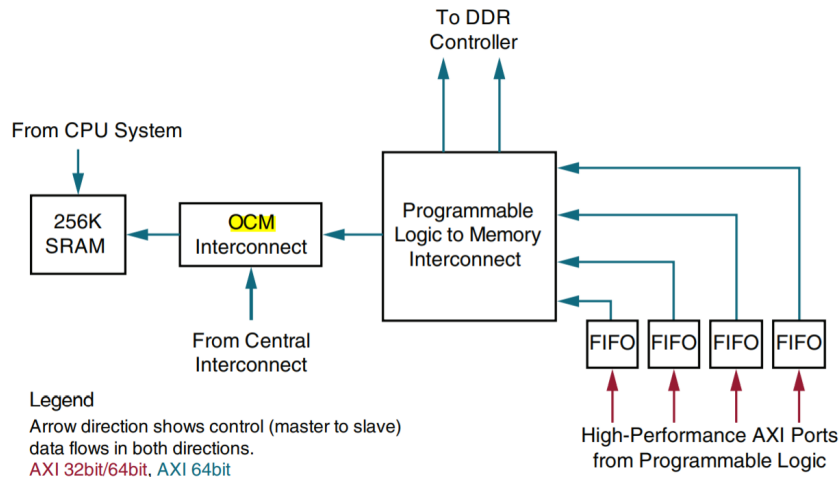 To DDR
Controller
From CPU System
256K
SRAM
OCM
Interconnect
Programmable
Logic to Memory
Interconnect
From Central
Interconnect
FIFO FIFO FIFO FIFO
High-Performance AXI Ports
from Programmable Logic
Legend
Arrow direction shows control (master to slave)
data flows in both directions.
AXI 32bit/64bit, AXI 64bit